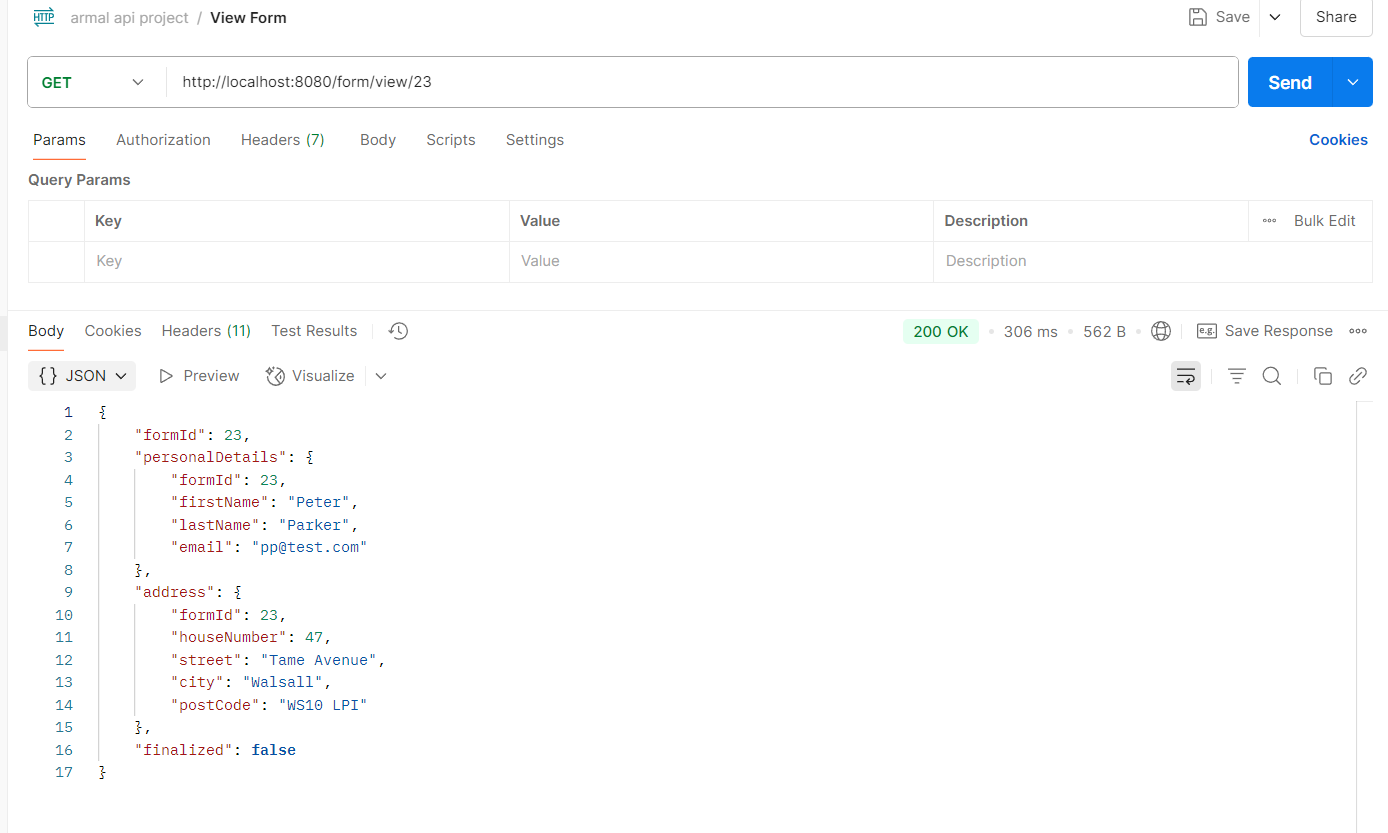 HTTP armal api project / View Form Save Share
GET http://localhost:8080/form/view/23 Send
Params Authorization Headers (7) Body Scripts Settings Cookies
Query Params
Key Value Description Bulk Edit
Key Value Description
Body Cookies Headers (11) Test Results 200 OK 306 ms 562 B e.g. Save Response
{} JSON Preview Visualize
1 {
2 "formId": 23,
3 "personalDetails": {
4 "formId": 23,
5 "firstName": "Peter",
6 "lastName": "Parker",
7 "email": "pp@test.com"
8 },
9 "address": {
10 "formId": 23,
11 "houseNumber": 47,
12 "street": "Tame Avenue",
13 "city": "Walsall",
14 "postCode": "WS10 LPI"
15 },
16 "finalized": false
17 }